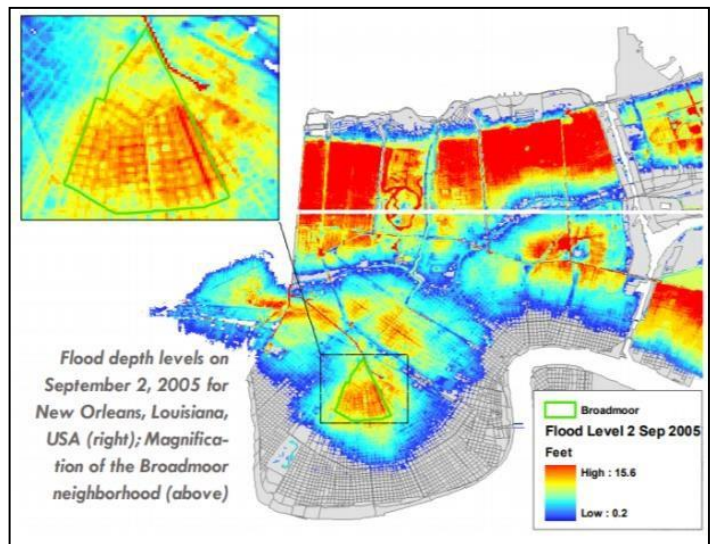 Flood depth levels on
September 2, 2005 for
New Orleans, Louisiana,
USA (right); Magnifica-
tion of the Broadmoor
neighborhood (above)
Broadmoor
Flood Level 2 Sep 2005
Feet
High : 15.6
Low : 0.2